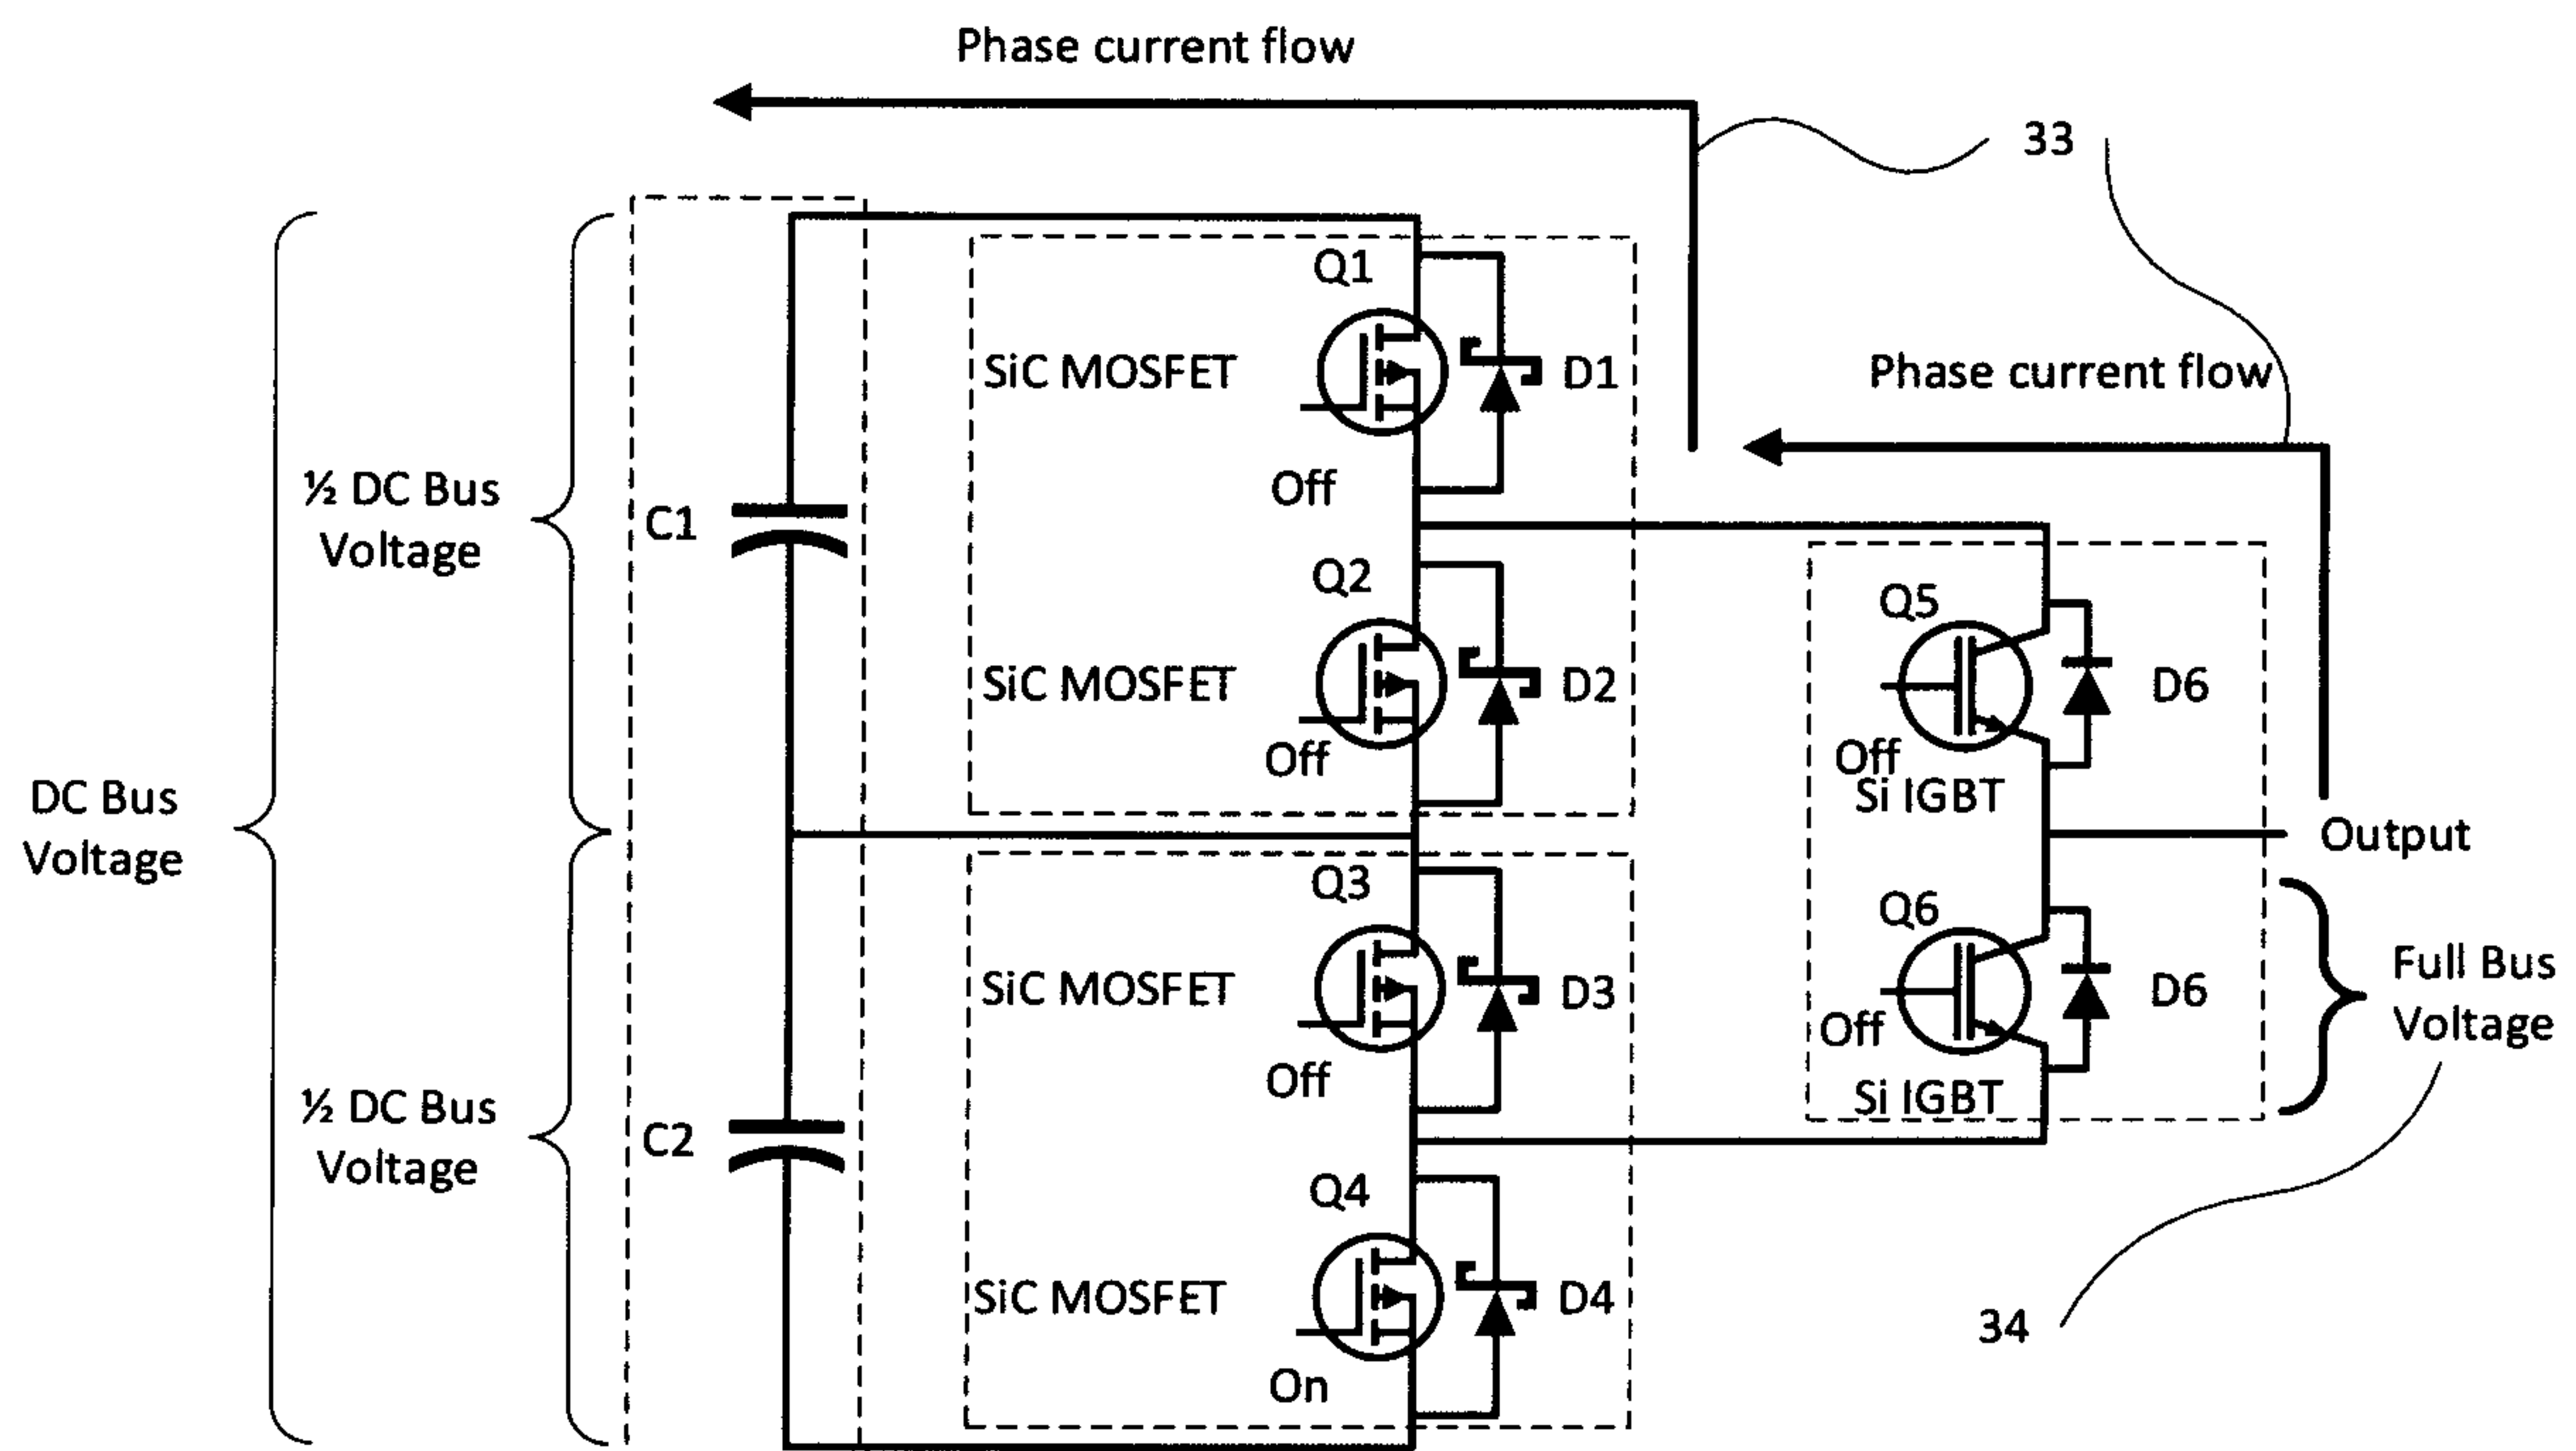 Phase current flow
33
Q1
SiC MOSFET
D1
Off
Phase current flow
½ DC Bus
Voltage
C1
Q2
SiC MOSFET
D2
Off
Q5
D6
Off
Si IGBT
DC Bus
Voltage
Output
Q3
SiC MOSFET
D3
Off
Q6
D6
Off
Si IGBT
Full Bus
Voltage
½ DC Bus
Voltage
C2
Q4
SiC MOSFET
D4
On
34